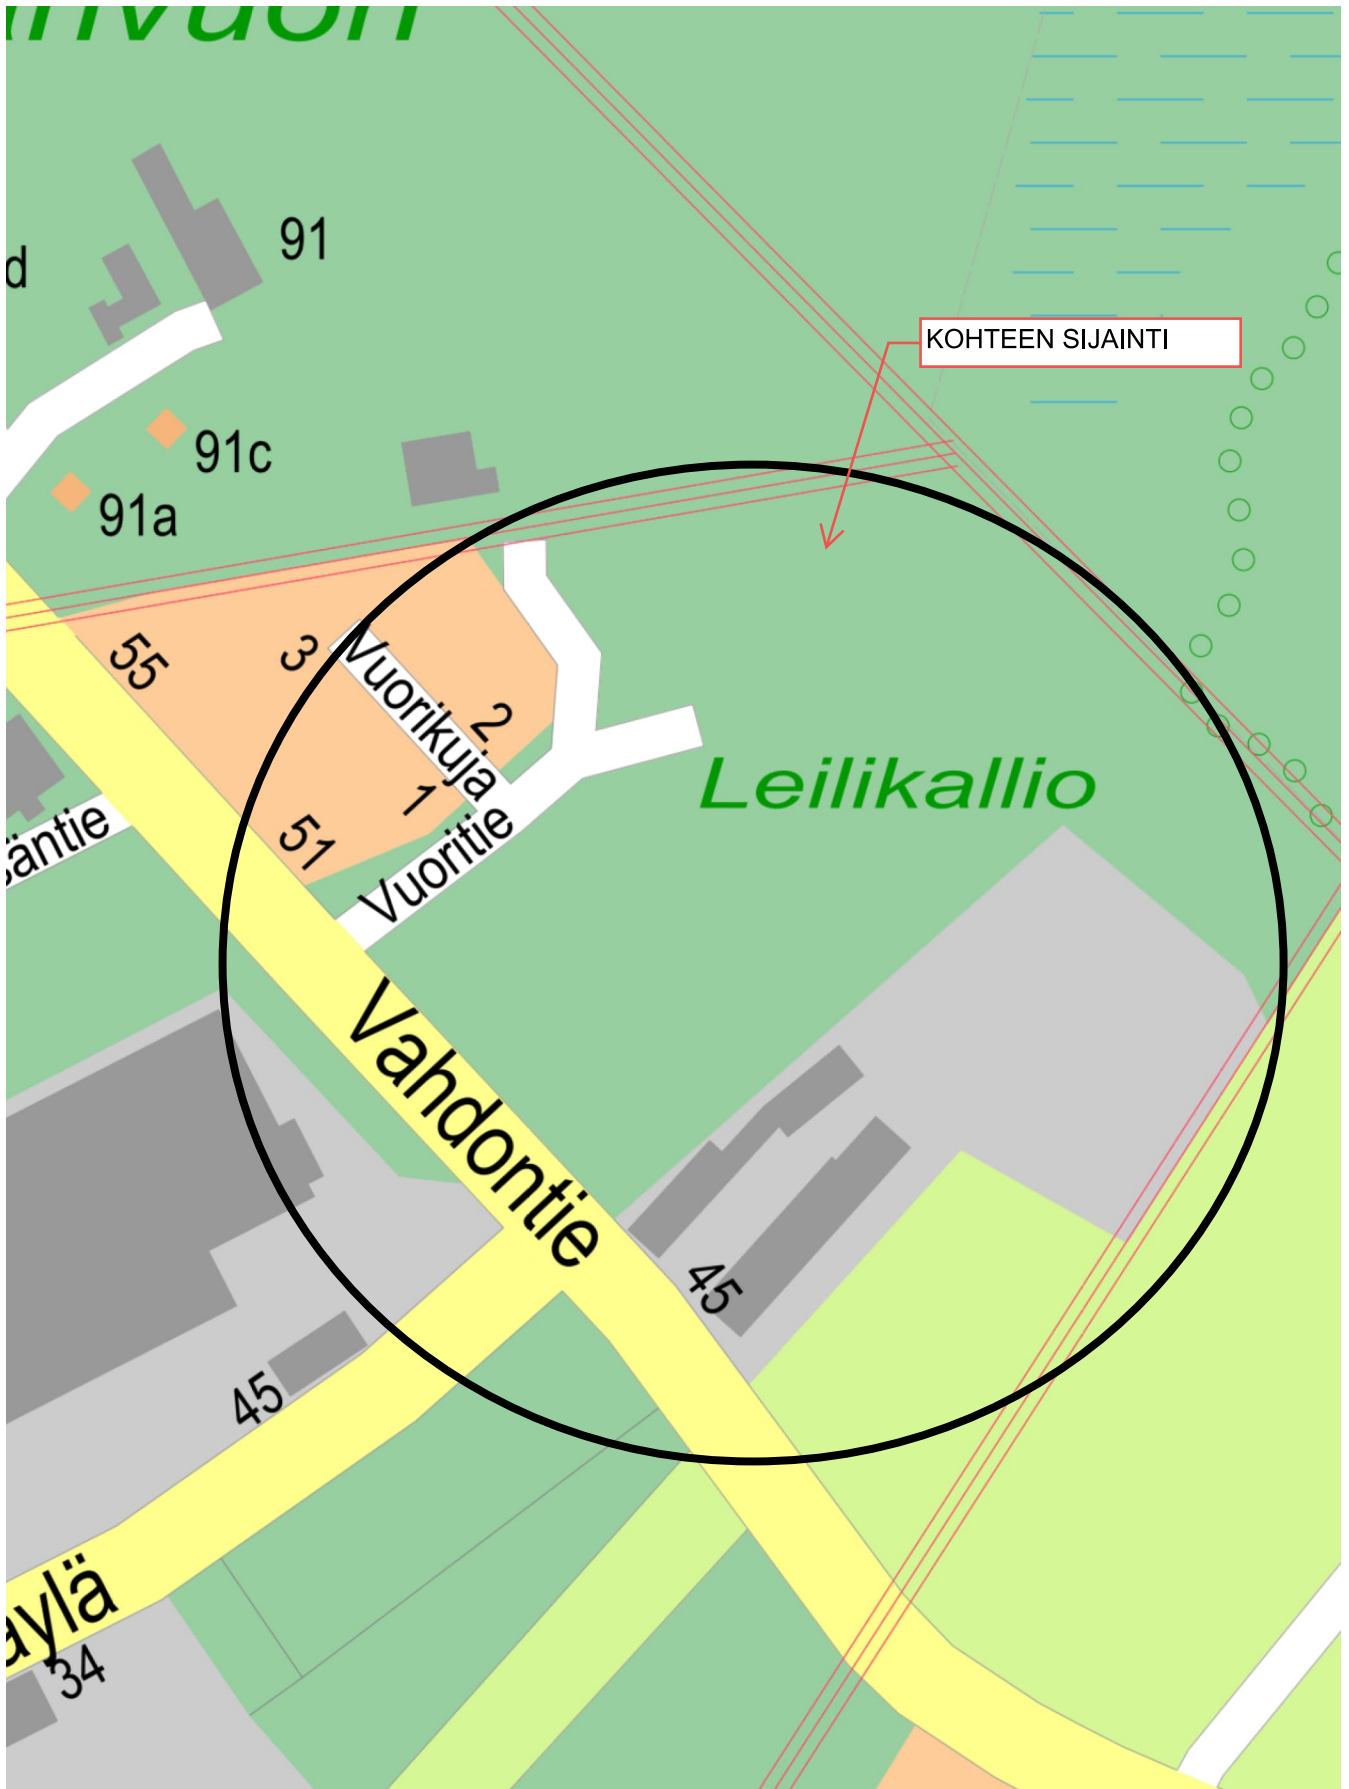 91
d
KOHTEEN SIJAINTI
91c
91a
55
3
Vuorikuja
2
1
51
Leilikallio
Vuoritie
Vahdontie
45
45
34